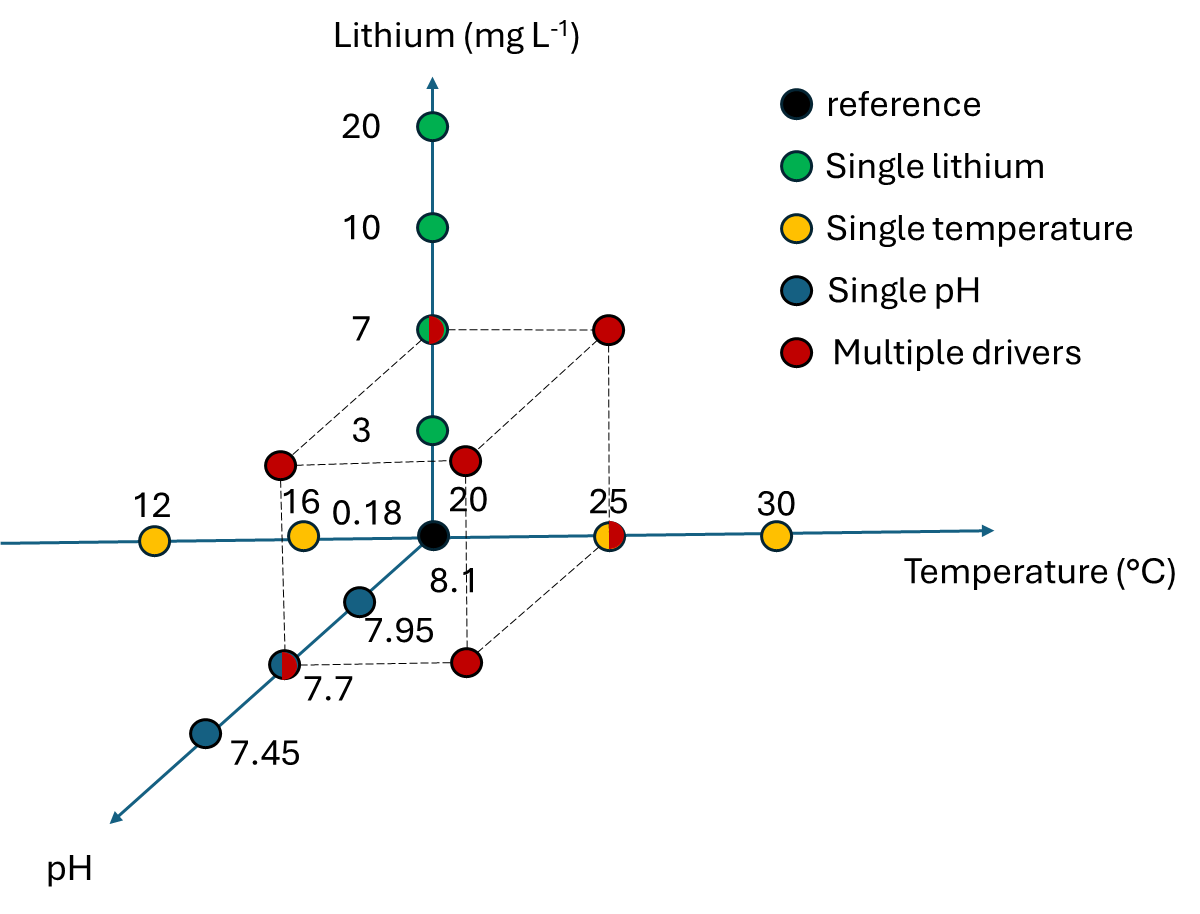 Lithium (mg L⁻¹)
reference
20
Single lithium
10
Single temperature
Single pH
7
Multiple drivers
3
12
16
0.18
20
25
30
8.1
Temperature (°C)
7.95
7.7
7.45
pH